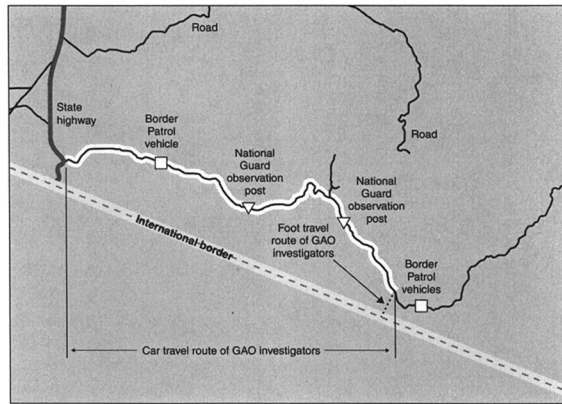 Road
State
highway
Border
Patrol
vehicle
National
Guard
observation
post
Road
National
Guard
observation
post
International border
Foot travel
route of GAO
investigators
Border
Patrol
vehicles
Car travel route of GAO investigators